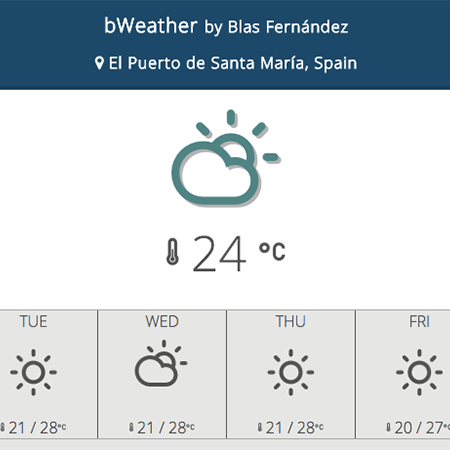 bWeather by Blas Fernández
El Puerto de Santa María, Spain
24 °C
TUE WED THU FRI
21 / 28°C 21 / 28°C 21 / 28°C 20 / 27°C